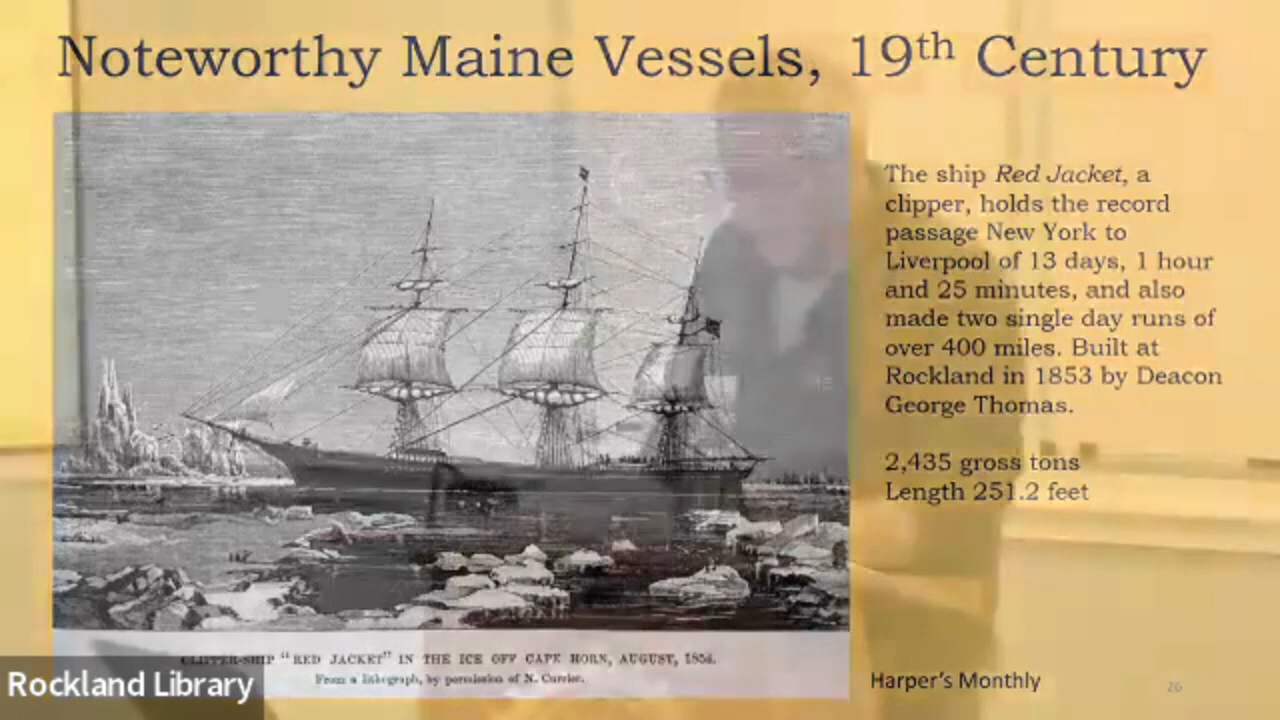 Noteworthy Maine Vessels, 19th Century
The ship Red Jacket, a
clipper, holds the record
passage New York to
Liverpool of 13 days, 1 hour
and 25 minutes, and also
made two single day runs of
over 400 miles. Built at
Rockland in 1853 by Deacon
George Thomas.
2,435 gross tons
Length 251.2 feet
CLIPPER-SHIP "RED JACKET" IN THE ICE OFF CAPE HORN, AUGUST, 1854.
From a lithograph, by permission of N. Currier.
Rockland Library
Harper's Monthly
26